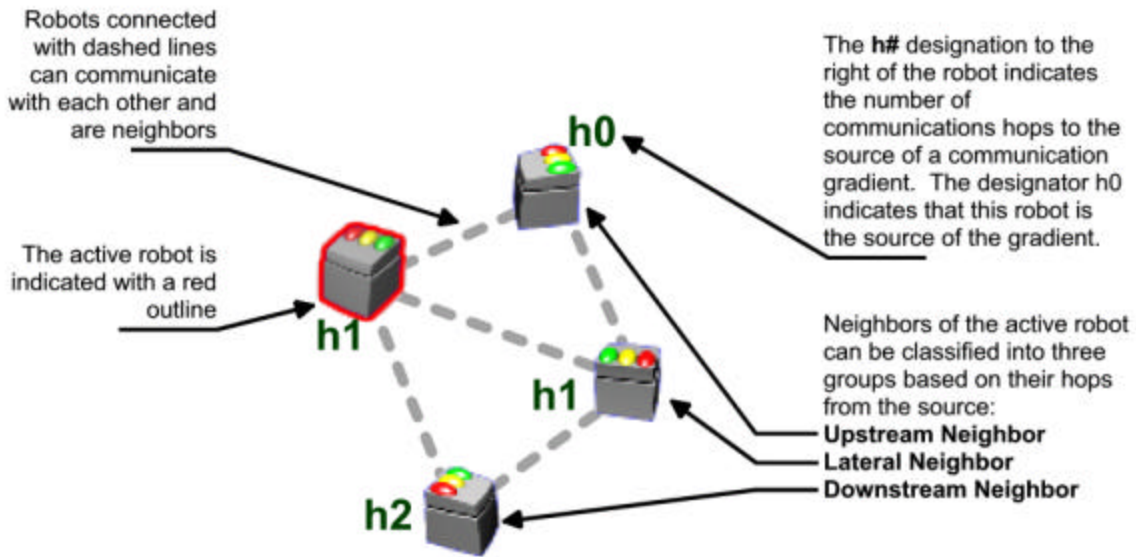 Robots connected
with dashed lines
can communicate
with each other and
are neighbors
The active robot is
indicated with a red
outline
h0
h1
h1
h2
The h# designation to the
right of the robot indicates
the number of
communications hops to the
source of a communication
gradient. The designator h0
indicates that this robot is
the source of the gradient.
Neighbors of the active robot
can be classified into three
groups based on their hops
from the source:
Upstream Neighbor
Lateral Neighbor
Downstream Neighbor